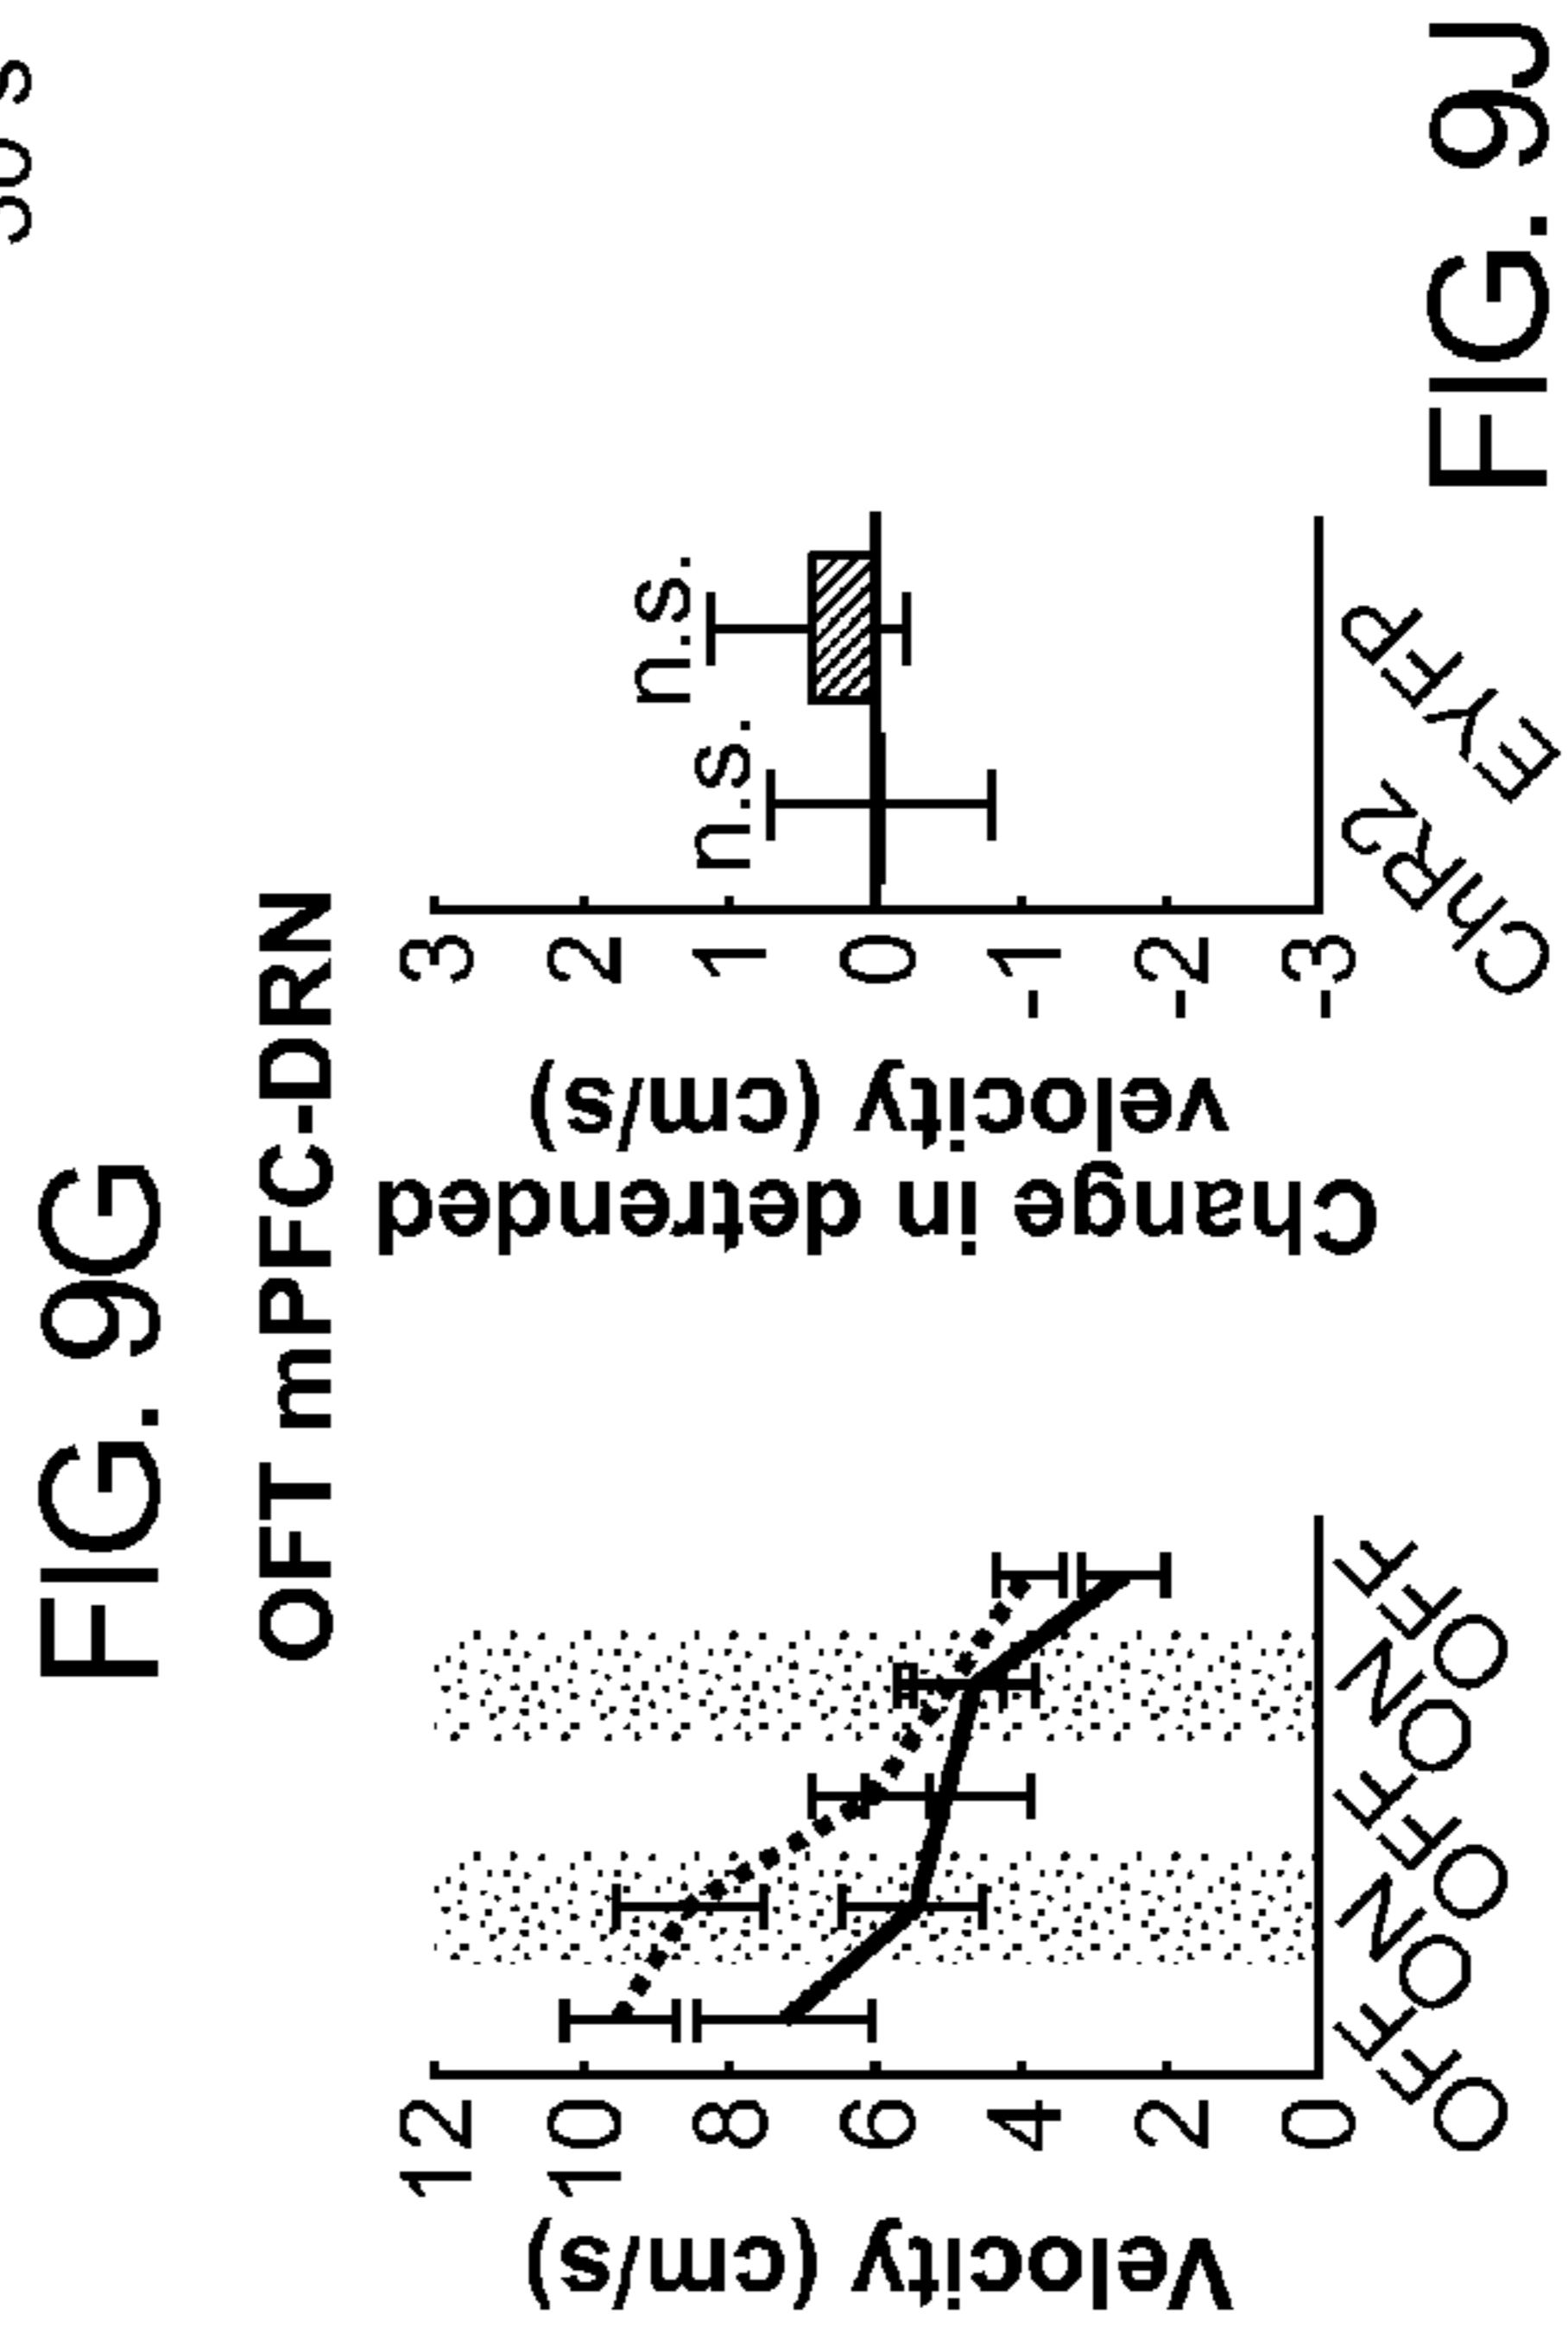 FIG. 9G
OFT mPFC-DRN
Velocity (cm/s)
12
10
8
6
4
2
0
OFF
ON
OFF
ON
OFF
Change in detrended
velocity (cm/s)
3
2
1
0
-1
-2
-3
n.s.
n.s.
ChR2
EYFP
FIG. 9J